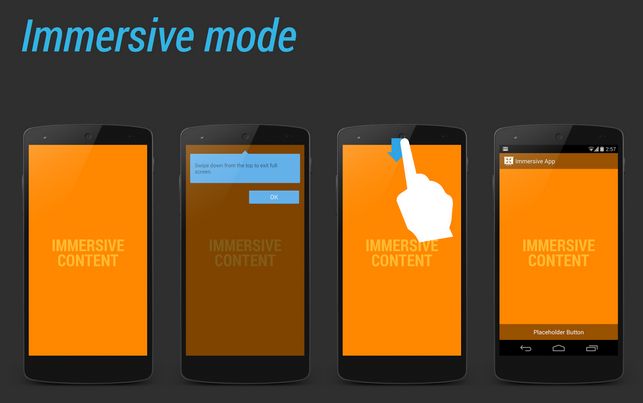 Immersive mode
IMMERSIVE
CONTENT
Swipe down from the top to exit full
screen.
OK
IMMERSIVE
CONTENT
IMMERSIVE
CONTENT
2:57
Immersive App
IMMERSIVE
CONTENT
Placeholder Button